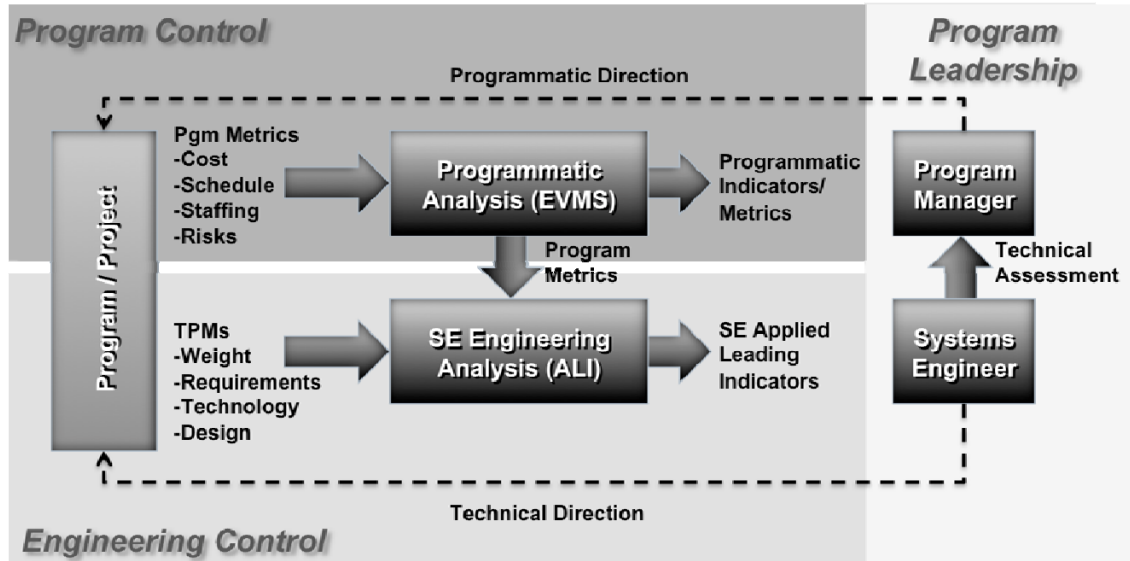 Program Control
Program
Leadership
Programmatic Direction
Pgm Metrics
-Cost
-Schedule
-Staffing
-Risks
Programmatic
Analysis (EVMS)
Programmatic
Indicators/
Metrics
Program
Manager
Program / Project
Program
Metrics
Technical
Assessment
TPMs
-Weight
-Requirements
-Technology
-Design
SE Engineering
Analysis (ALI)
SE Applied
Leading
Indicators
Systems
Engineer
Technical Direction
Engineering Control